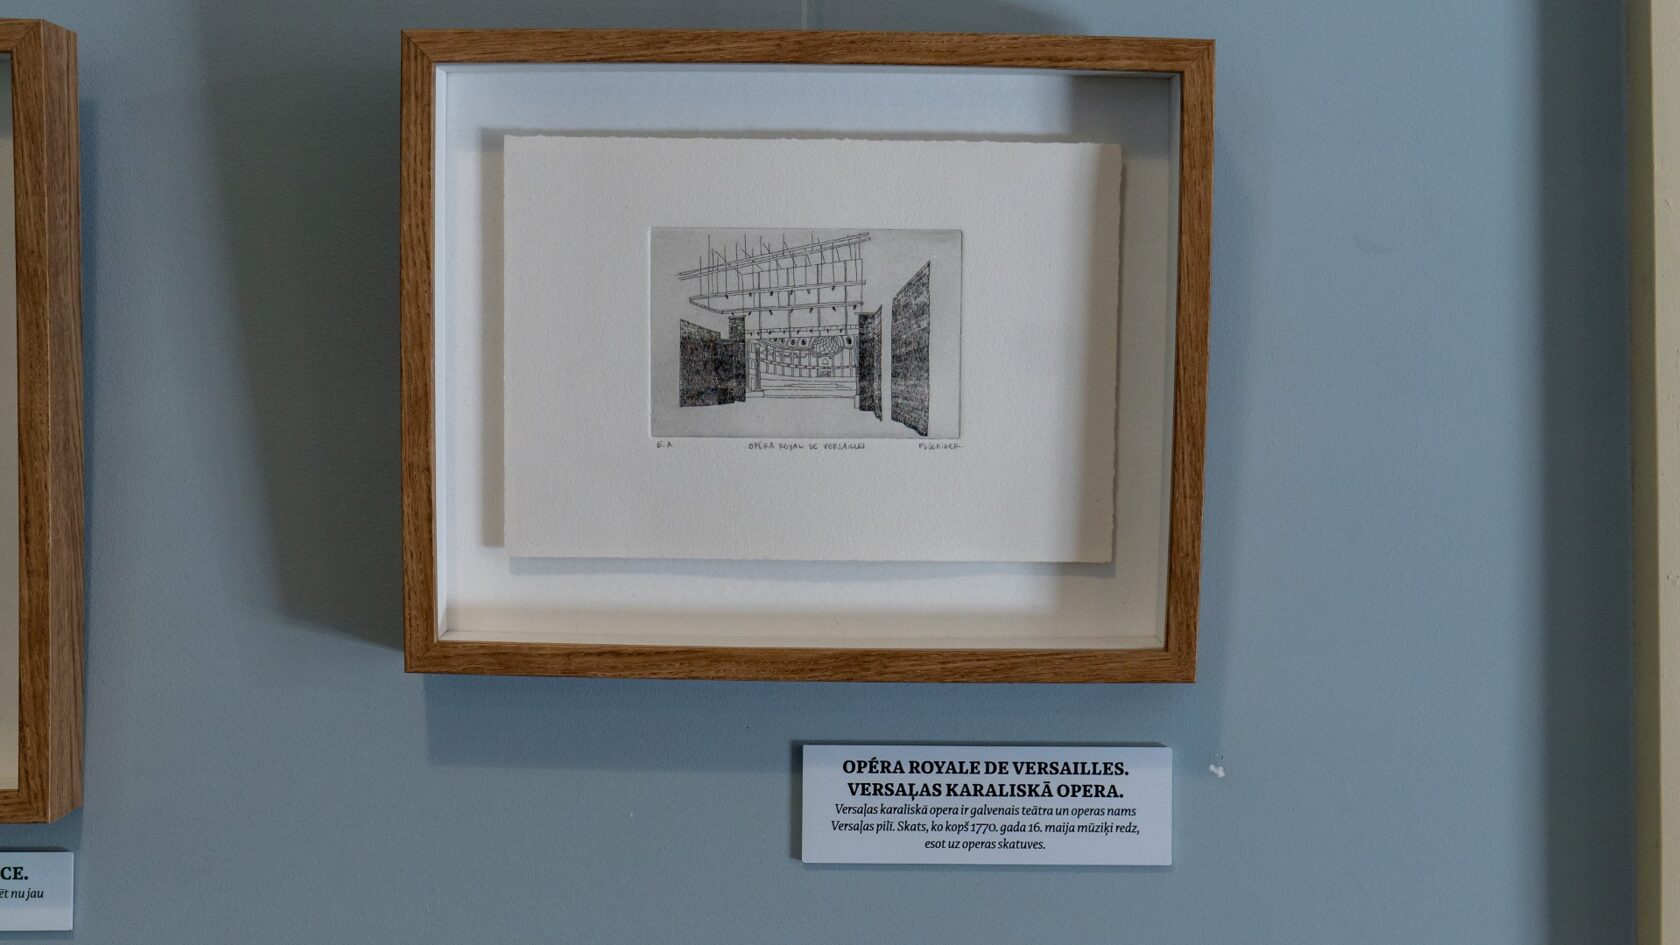 E.A OPÉRA ROYAL DE VERSAILLES FLÜCKIGER
OPÉRA ROYALE DE VERSAILLES.
VERSAĻAS KARALISKĀ OPERA.
Versaļas karaliskā opera ir galvenais teātra un operas nams
Versaļas pilī. Skats, ko kopš 1770. gada 16. maija mūziķi redz,
esot uz operas skatuves.
CE.
ēt nu jau